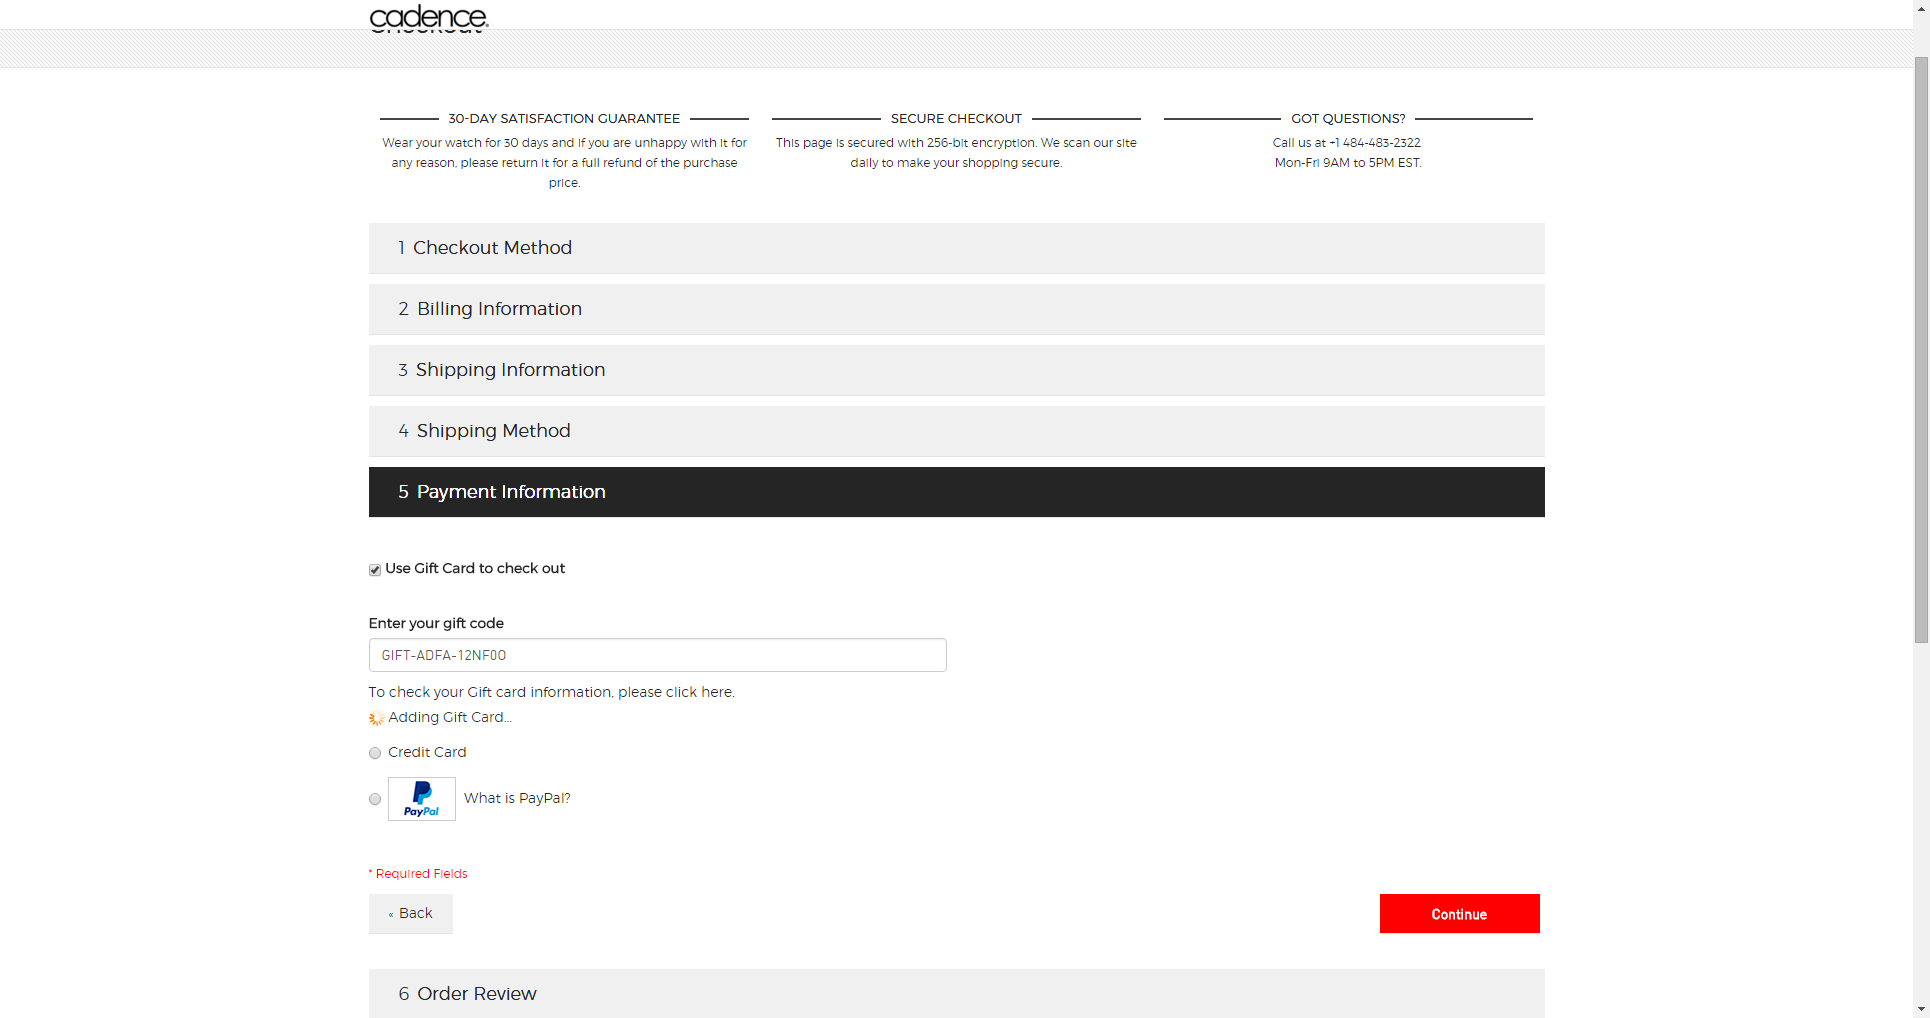 cadence.
Checkout
30-DAY SATISFACTION GUARANTEE
Wear your watch for 30 days and if you are unhappy with it for
any reason, please return it for a full refund of the purchase
price.
SECURE CHECKOUT
This page is secured with 256-bit encryption. We scan our site
daily to make your shopping secure.
GOT QUESTIONS?
Call us at +1 484-483-2322
Mon-Fri 9AM to 5PM EST.
1 Checkout Method
2 Billing Information
3 Shipping Information
4 Shipping Method
5 Payment Information
Use Gift Card to check out
Enter your gift code
GIFT-ADFA-12NF0O
To check your Gift card information, please click here.
Adding Gift Card...
Credit Card
PayPal What is PayPal?
* Required Fields
« Back
Continue
6 Order Review